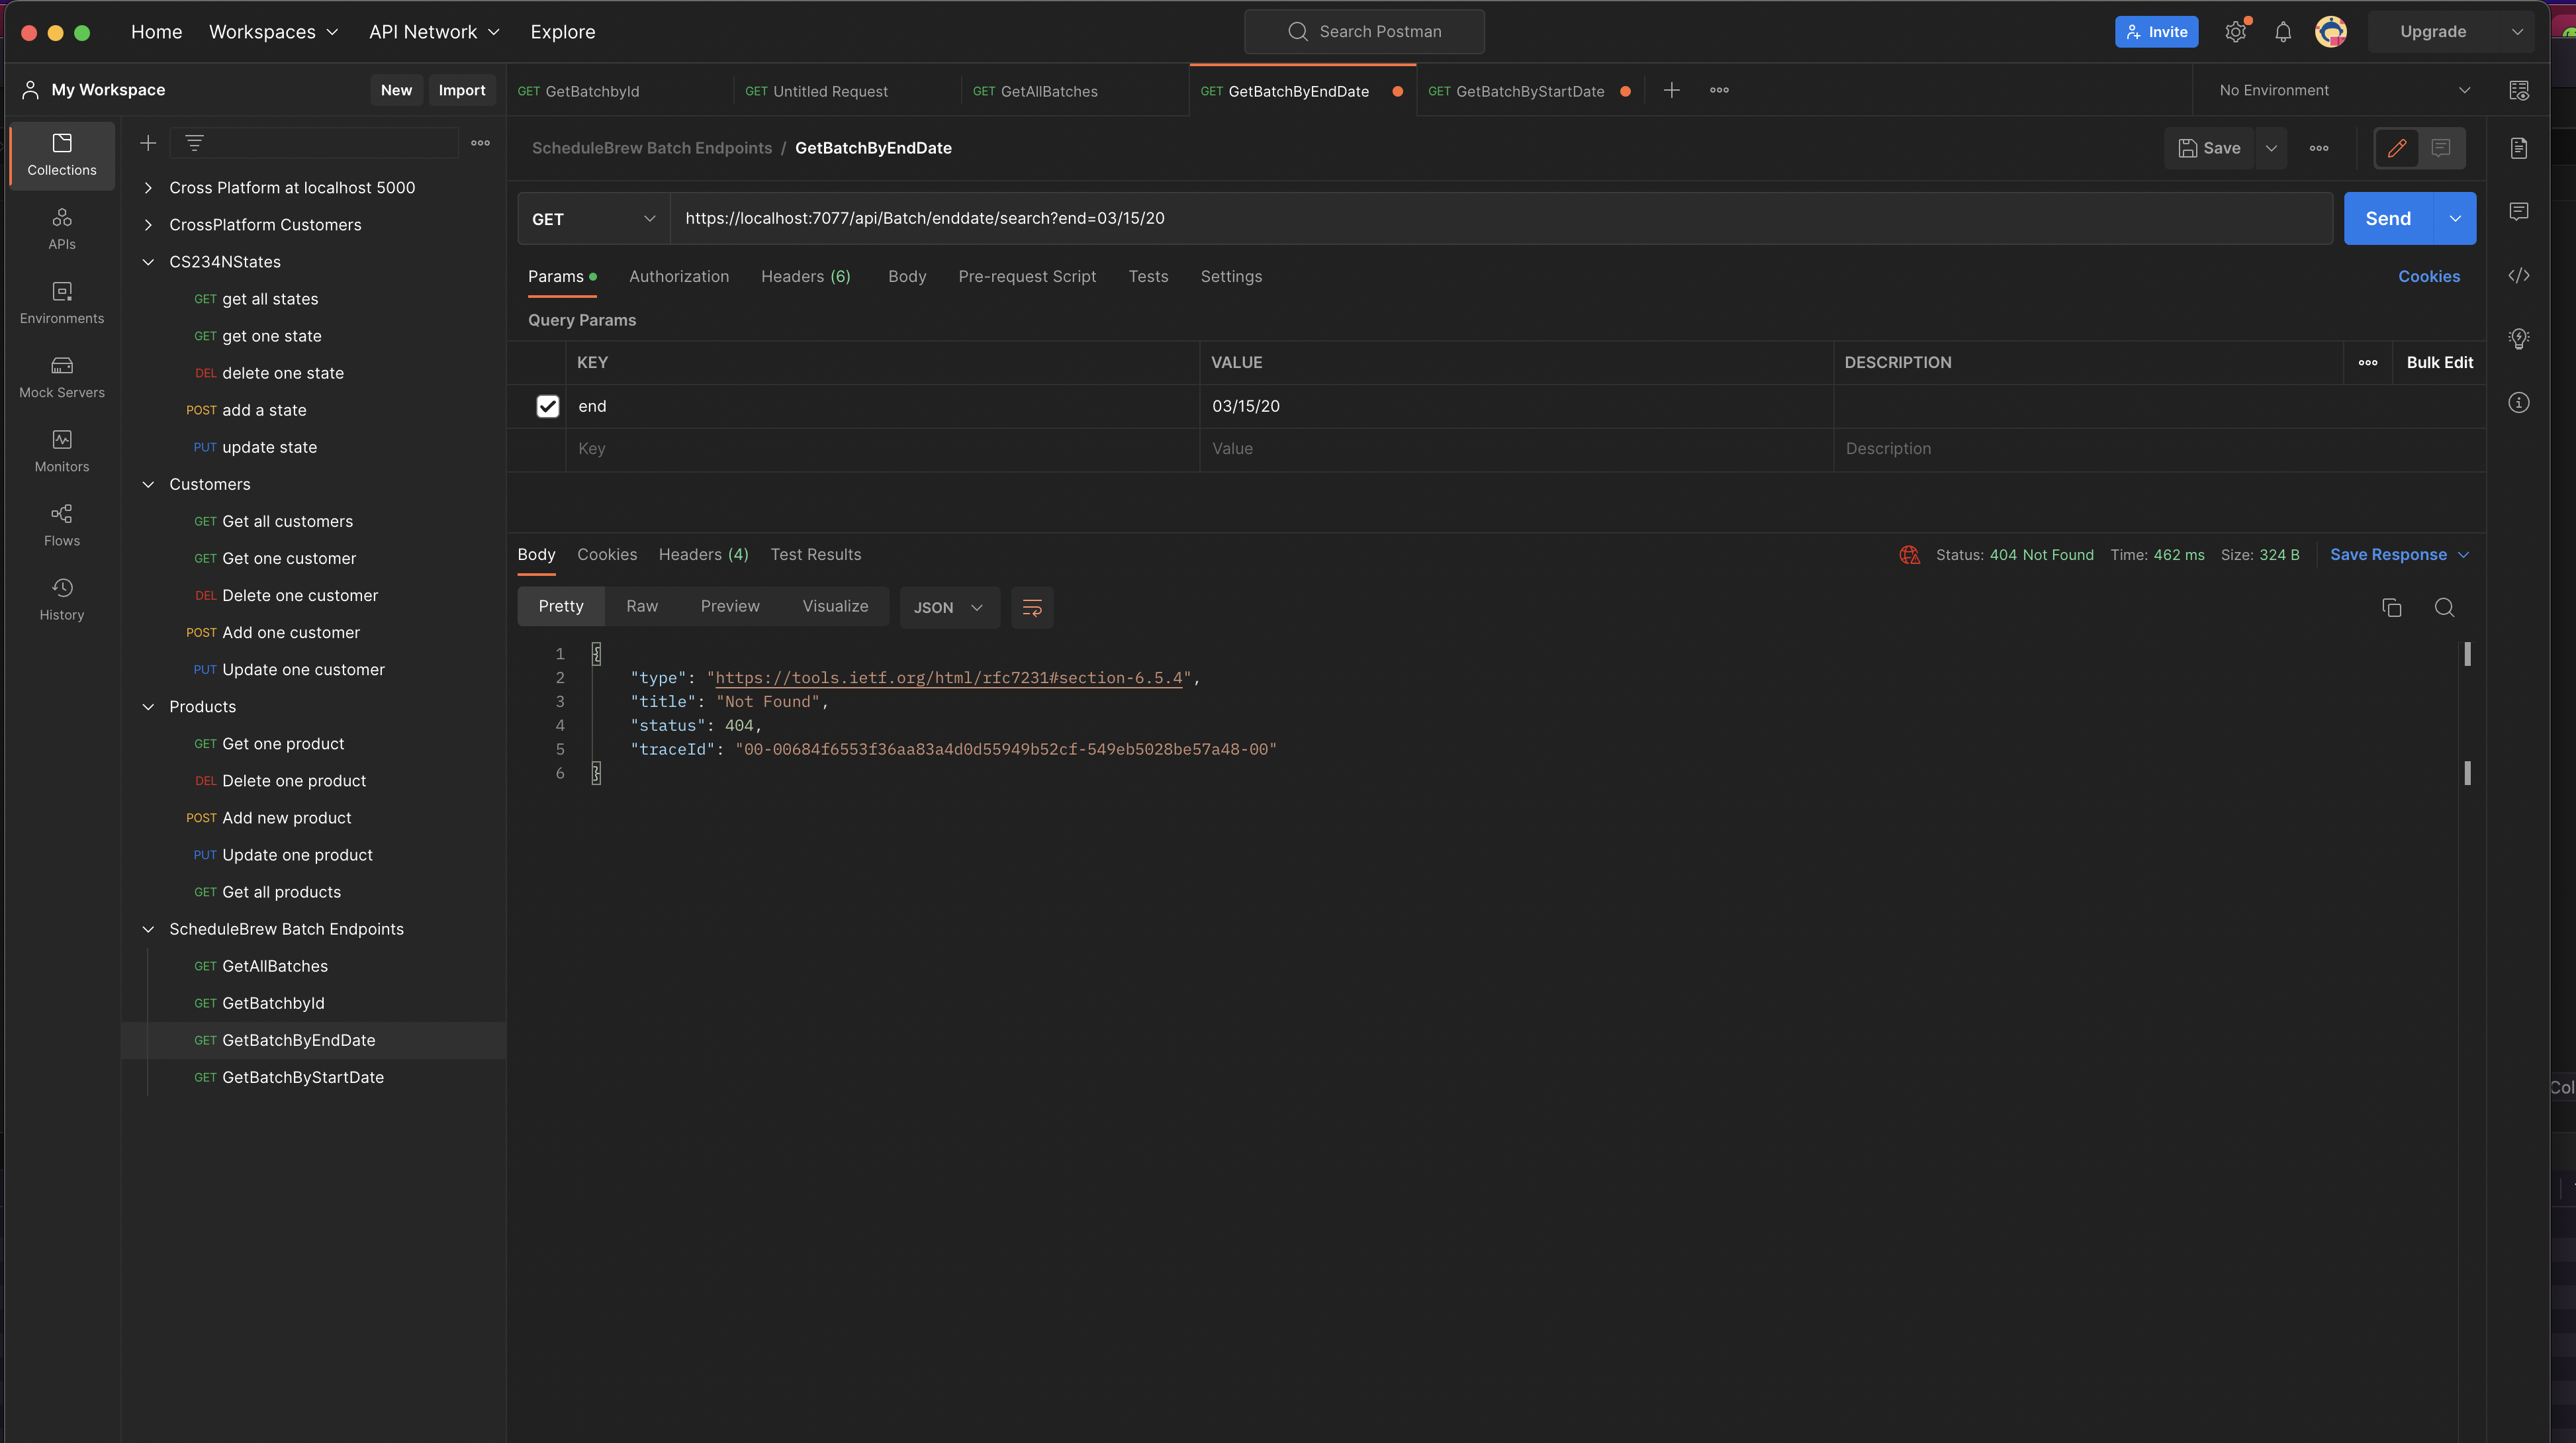 Home Workspaces API Network Explore Search Postman Invite Upgrade
My Workspace New Import
GET GetBatchbyId GET Untitled Request GET GetAllBatches GET GetBatchByEndDate GET GetBatchByStartDate No Environment
Collections
APIs
Environments
Mock Servers
Monitors
Flows
History
Cross Platform at localhost 5000
CrossPlatform Customers
CS234NStates
GET get all states
GET get one state
DEL delete one state
POST add a state
PUT update state
Customers
GET Get all customers
GET Get one customer
DEL Delete one customer
POST Add one customer
PUT Update one customer
Products
GET Get one product
DEL Delete one product
POST Add new product
PUT Update one product
GET Get all products
ScheduleBrew Batch Endpoints
GET GetAllBatches
GET GetBatchbyId
GET GetBatchByEndDate
GET GetBatchByStartDate
ScheduleBrew Batch Endpoints / GetBatchByEndDate Save
GET https://localhost:7077/api/Batch/enddate/search?end=03/15/20 Send
Params Authorization Headers (6) Body Pre-request Script Tests Settings Cookies
Query Params
KEY VALUE DESCRIPTION Bulk Edit
end 03/15/20
Key Value Description
Body Cookies Headers (4) Test Results Status: 404 Not Found Time: 462 ms Size: 324 B Save Response
Pretty Raw Preview Visualize JSON
1 {
2 "type": "https://tools.ietf.org/html/rfc7231#section-6.5.4",
3 "title": "Not Found",
4 "status": 404,
5 "traceId": "00-00684f6553f36aa83a4d0d55949b52cf-549eb5028be57a48-00"
6 }
Col